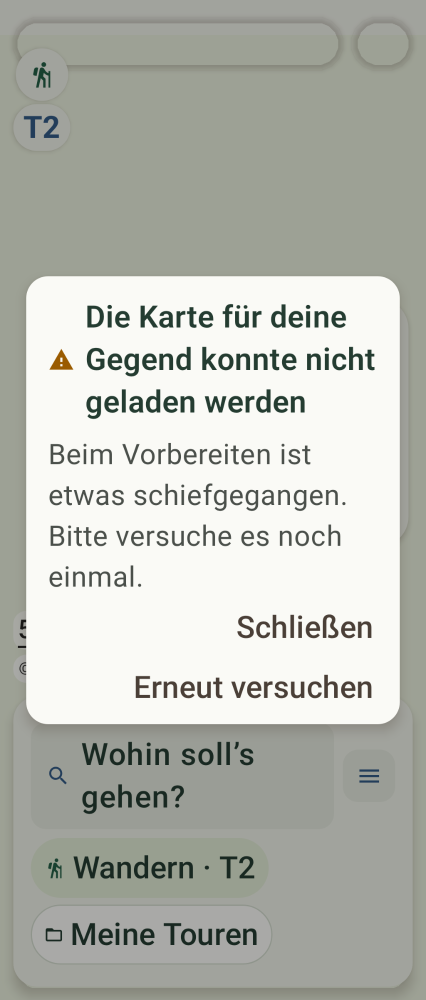 T2
Die Karte für deine
Gegend konnte nicht
geladen werden
Beim Vorbereiten ist
etwas schiefgegangen.
Bitte versuche es noch
einmal.
Schließen
Erneut versuchen
Wohin soll’s
gehen?
Wandern · T2
Meine Touren